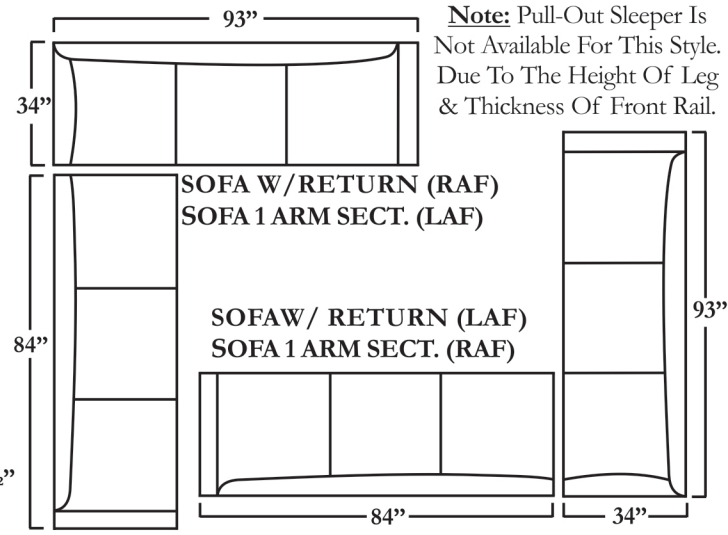 93”
Note: Pull-Out Sleeper Is
Not Available For This Style.
Due To The Height Of Leg
& Thickness Of Front Rail.
34”
SOFA W/RETURN (RAF)
SOFA 1 ARM SECT. (LAF)
93”
SOFAW/ RETURN (LAF)
SOFA 1 ARM SECT. (RAF)
84”
84”
34”